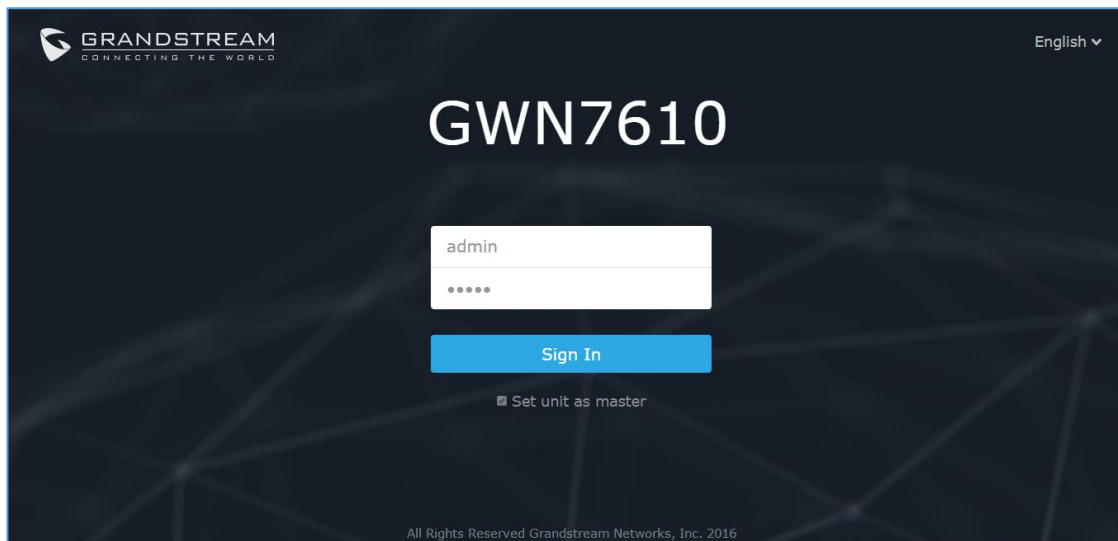 GRANDSTREAM
CONNECTING THE WORLD
English
GWN7610
admin
•••••
Sign In
Set unit as master
All Rights Reserved Grandstream Networks, Inc. 2016